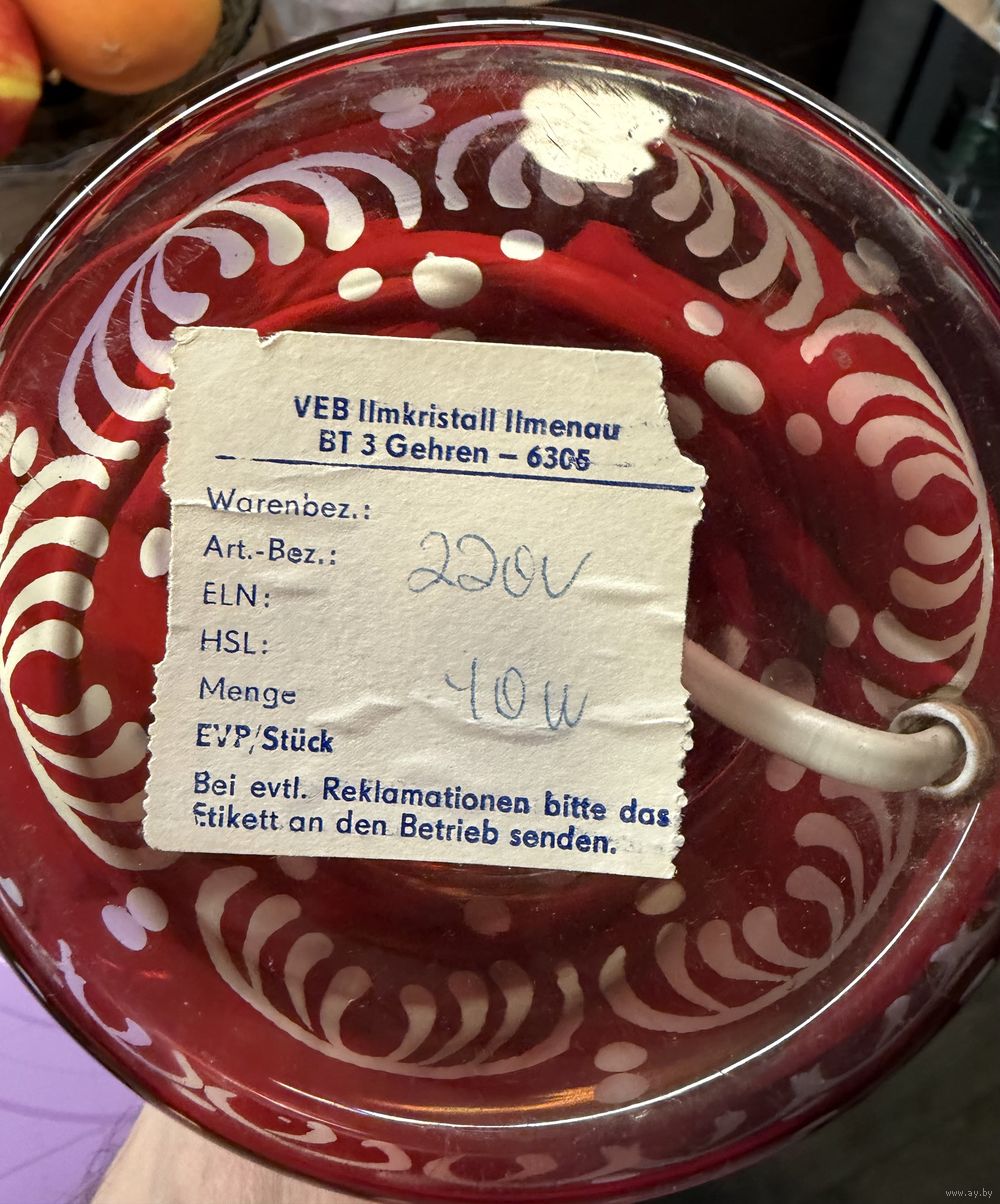 VEB Ilmkristall Ilmenau
BT 3 Gehren – 6305
Warenbez.:
Art.-Bez.: 220V
ELN:
HSL:
Menge 40W
EVP/Stück
Bei evtl. Reklamationen bitte das
Etikett an den Betrieb senden.
www.ay.by